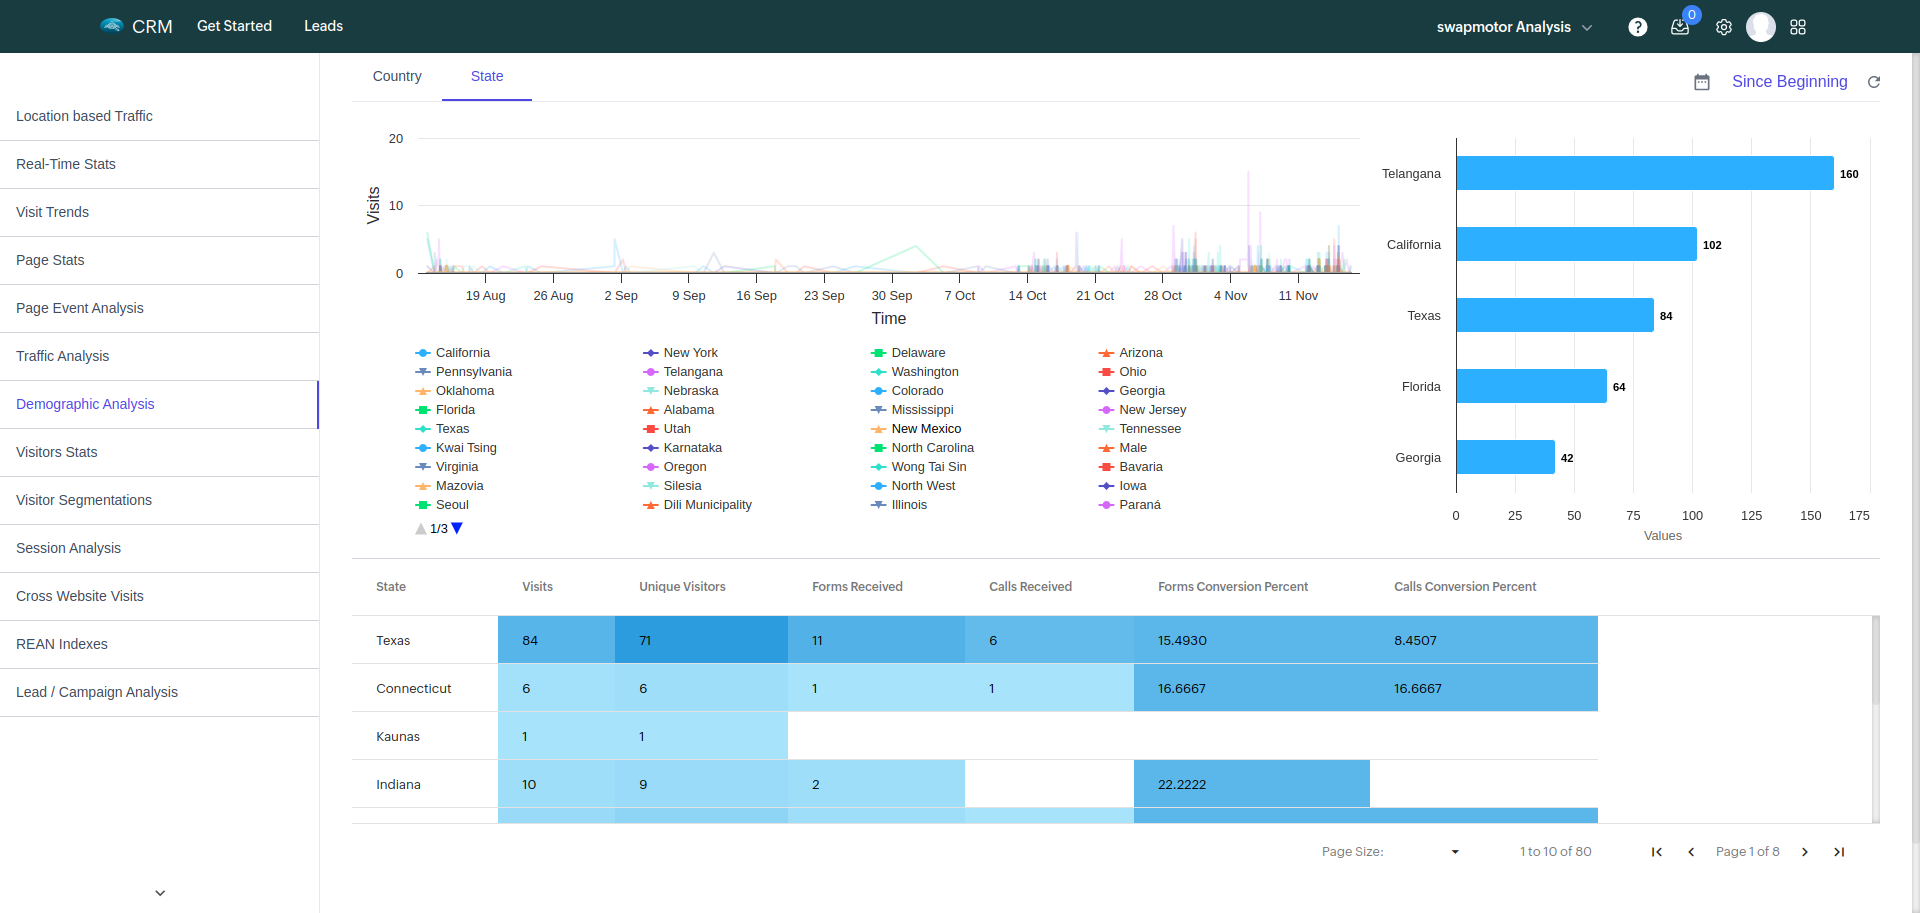 CRM Get Started Leads swapmotor Analysis 0
Location based Traffic
Real-Time Stats
Visit Trends
Page Stats
Page Event Analysis
Traffic Analysis
Demographic Analysis
Visitors Stats
Visitor Segmentations
Session Analysis
Cross Website Visits
REAN Indexes
Lead / Campaign Analysis
Country State Since Beginning
Visits
20
10
0
19 Aug 26 Aug 2 Sep 9 Sep 16 Sep 23 Sep 30 Sep 7 Oct 14 Oct 21 Oct 28 Oct 4 Nov 11 Nov
Time
California New York Delaware Arizona
Pennsylvania Telangana Washington Ohio
Oklahoma Nebraska Colorado Georgia
Florida Alabama Mississippi New Jersey
Texas Utah New Mexico Tennessee
Kwai Tsing Karnataka North Carolina Male
Virginia Oregon Wong Tai Sin Bavaria
Mazovia Silesia North West Iowa
Seoul Dili Municipality Illinois Paraná
1/3
Telangana 160
California 102
Texas 84
Florida 64
Georgia 42
0 25 50 75 100 125 150 175
Values
State Visits Unique Visitors Forms Received Calls Received Forms Conversion Percent Calls Conversion Percent
Texas 84 71 11 6 15.4930 8.4507
Connecticut 6 6 1 1 16.6667 16.6667
Kaunas 1 1
Indiana 10 9 2 22.2222
Page Size: 1 to 10 of 80 Page 1 of 8